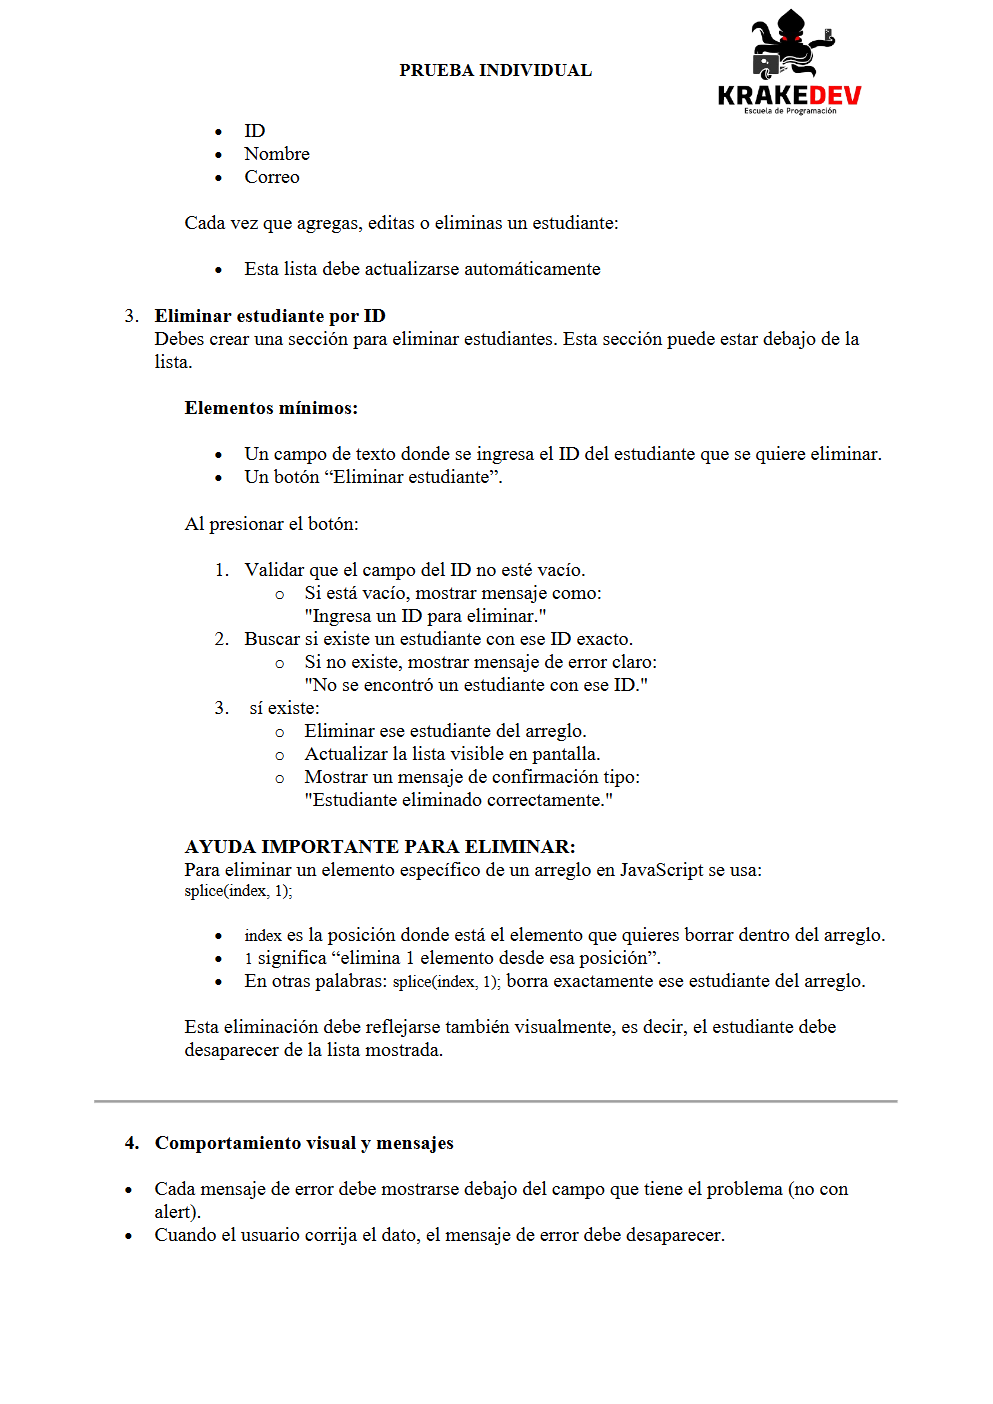 PRUEBA INDIVIDUAL
KRAKEDEV
Escuela de Programación
• ID
• Nombre
• Correo
Cada vez que agregas, editas o eliminas un estudiante:
• Esta lista debe actualizarse automáticamente
3. Eliminar estudiante por ID
Debes crear una sección para eliminar estudiantes. Esta sección puede estar debajo de la
lista.
Elementos mínimos:
• Un campo de texto donde se ingresa el ID del estudiante que se quiere eliminar.
• Un botón “Eliminar estudiante”.
Al presionar el botón:
1. Validar que el campo del ID no esté vacío.
o Si está vacío, mostrar mensaje como:
"Ingresa un ID para eliminar."
2. Buscar si existe un estudiante con ese ID exacto.
o Si no existe, mostrar mensaje de error claro:
"No se encontró un estudiante con ese ID."
3. sí existe:
o Eliminar ese estudiante del arreglo.
o Actualizar la lista visible en pantalla.
o Mostrar un mensaje de confirmación tipo:
"Estudiante eliminado correctamente."
AYUDA IMPORTANTE PARA ELIMINAR:
Para eliminar un elemento específico de un arreglo en JavaScript se usa:
splice(index, 1);
• index es la posición donde está el elemento que quieres borrar dentro del arreglo.
• 1 significa “elimina 1 elemento desde esa posición”.
• En otras palabras: splice(index, 1); borra exactamente ese estudiante del arreglo.
Esta eliminación debe reflejarse también visualmente, es decir, el estudiante debe
desaparecer de la lista mostrada.
4. Comportamiento visual y mensajes
• Cada mensaje de error debe mostrarse debajo del campo que tiene el problema (no con
alert).
• Cuando el usuario corrija el dato, el mensaje de error debe desaparecer.